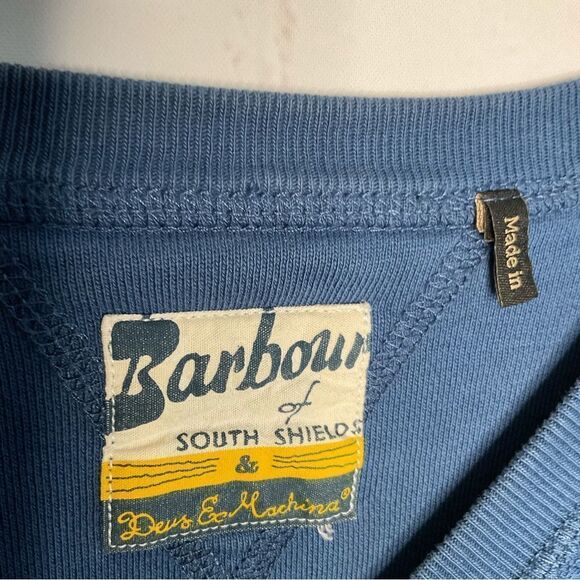 Barbour
of
SOUTH SHIELDS
&
Deus Ex Machina
Made in